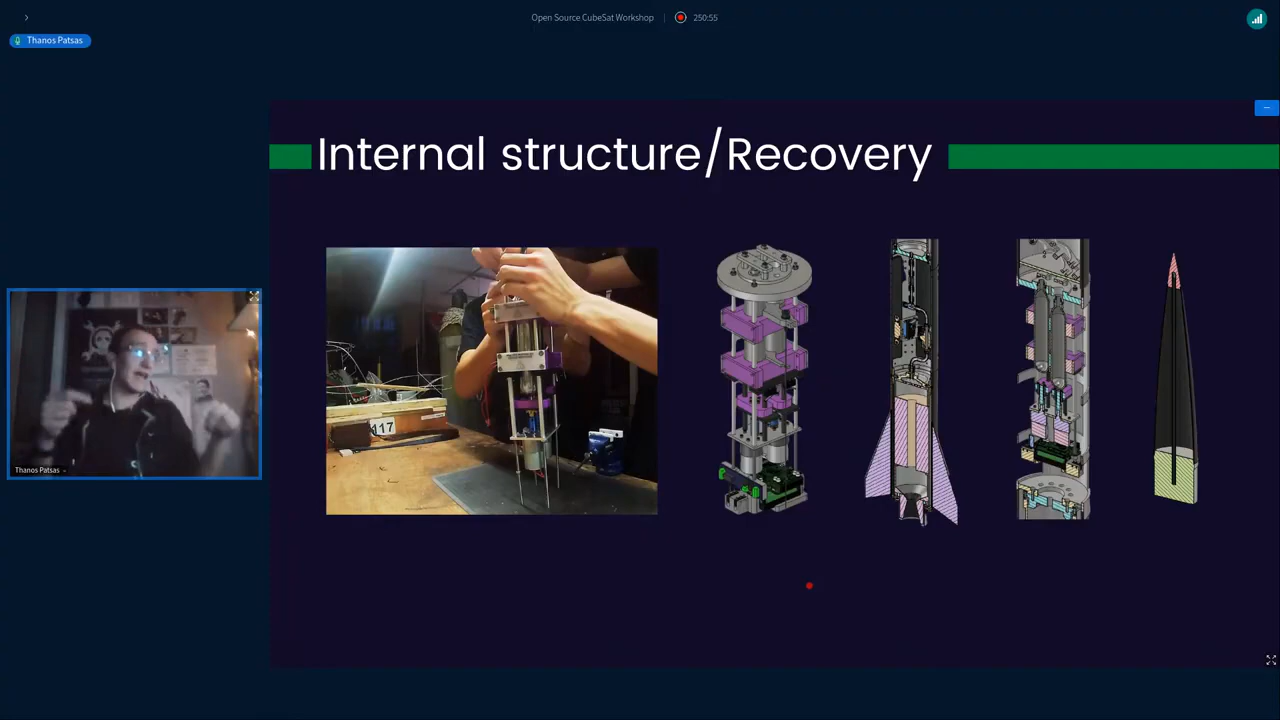 Open Source CubeSat Workshop
250:55
Thanos Patsas
Internal structure/Recovery
117
Thanos Patsas